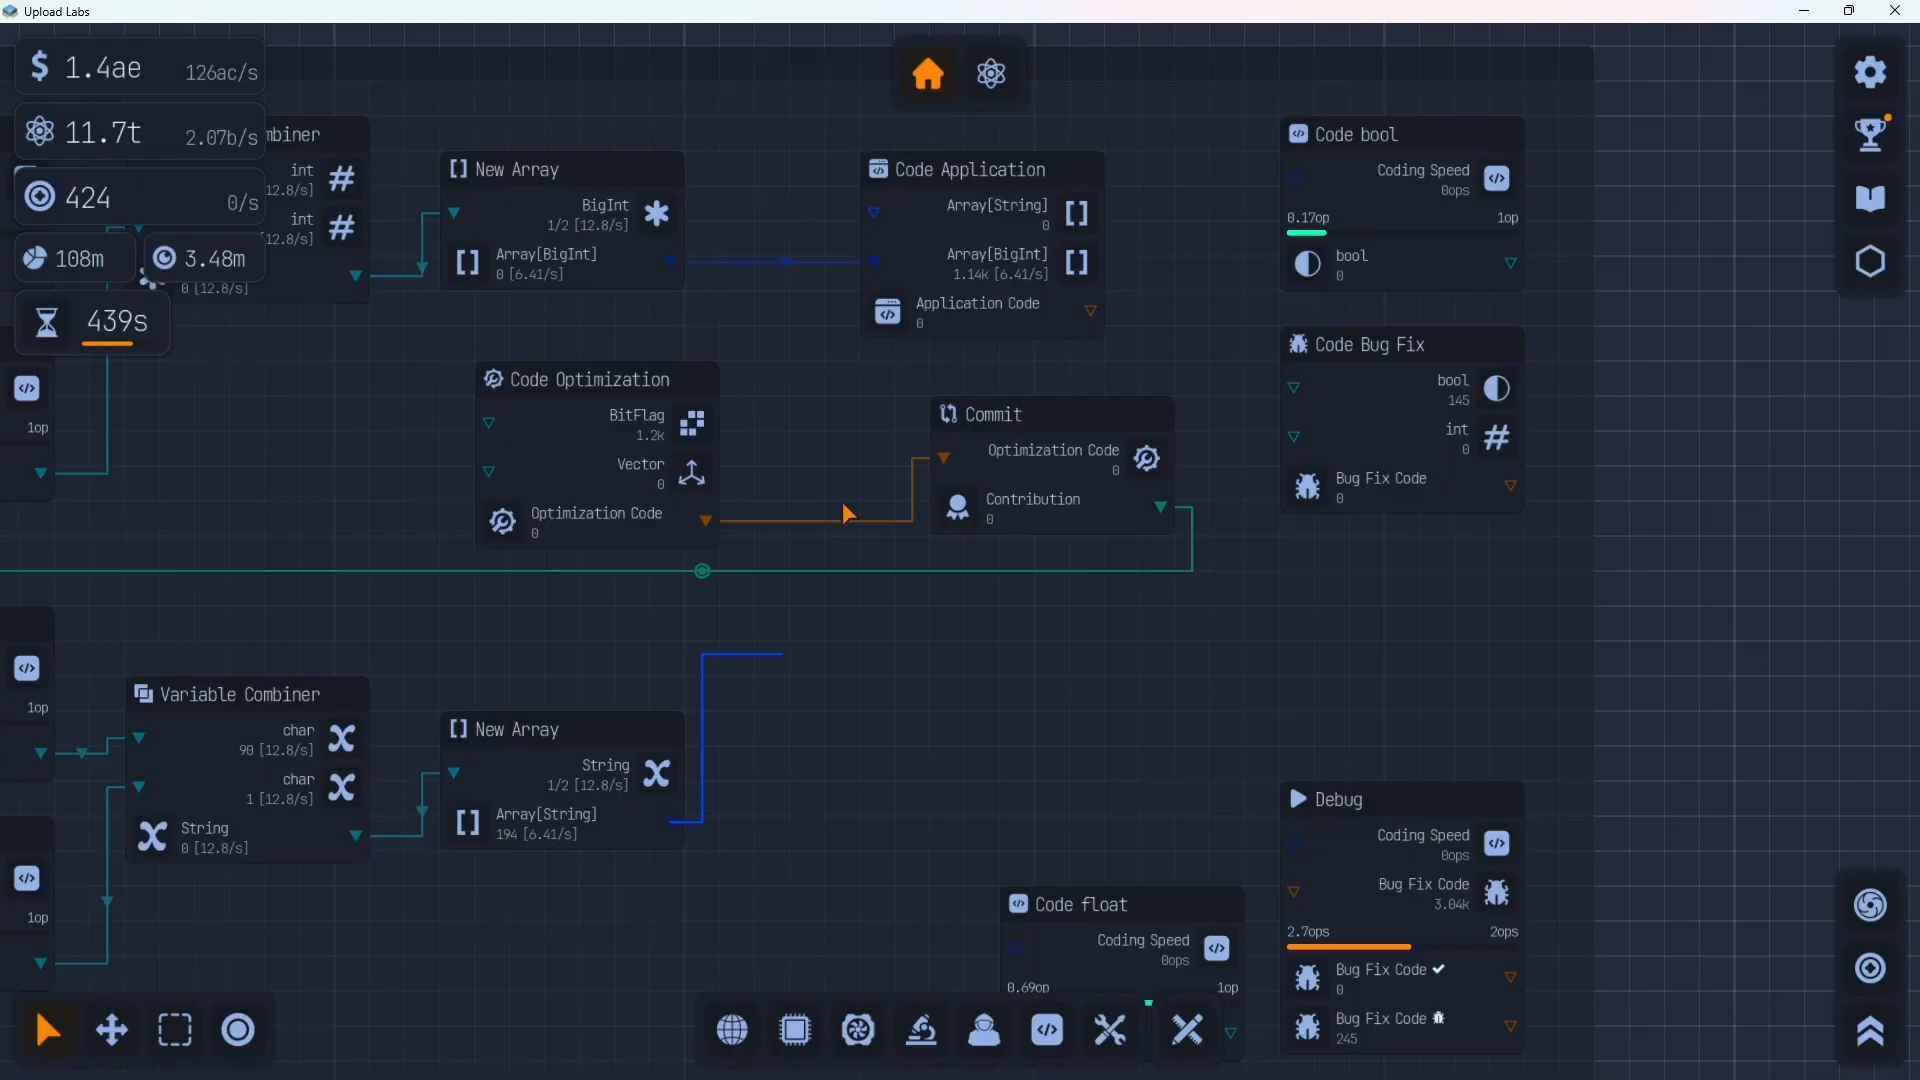 Upload Labs
$ 1.4ae 126ac/s
11.7t 2.07b/s
424 0/s
108m 3.48m
439s
mbiner
int
12.8/s]
int
[12.8/s]
0 [12.8/s]
New Array
BigInt
1/2 [12.8/s]
Array[BigInt]
0 [6.41/s]
Code Application
Array[String]
0
Array[BigInt]
1.14k [6.41/s]
Application Code
0
Code bool
Coding Speed
0ops
0.17op 1op
bool
0
Code Bug Fix
bool
145
int
0
Bug Fix Code
0
1op
Code Optimization
BitFlag
1.2k
Vector
0
Optimization Code
0
Commit
Optimization Code
0
Contribution
0
1op
Variable Combiner
char
90 [12.8/s]
char
1 [12.8/s]
String
0 [12.8/s]
New Array
String
1/2 [12.8/s]
Array[String]
194 [6.41/s]
1op
Code float
Coding Speed
0ops
0.69op 1op
Debug
Coding Speed
0ops
Bug Fix Code
3.04k
2.7ops 2ops
Bug Fix Code
0
Bug Fix Code
245